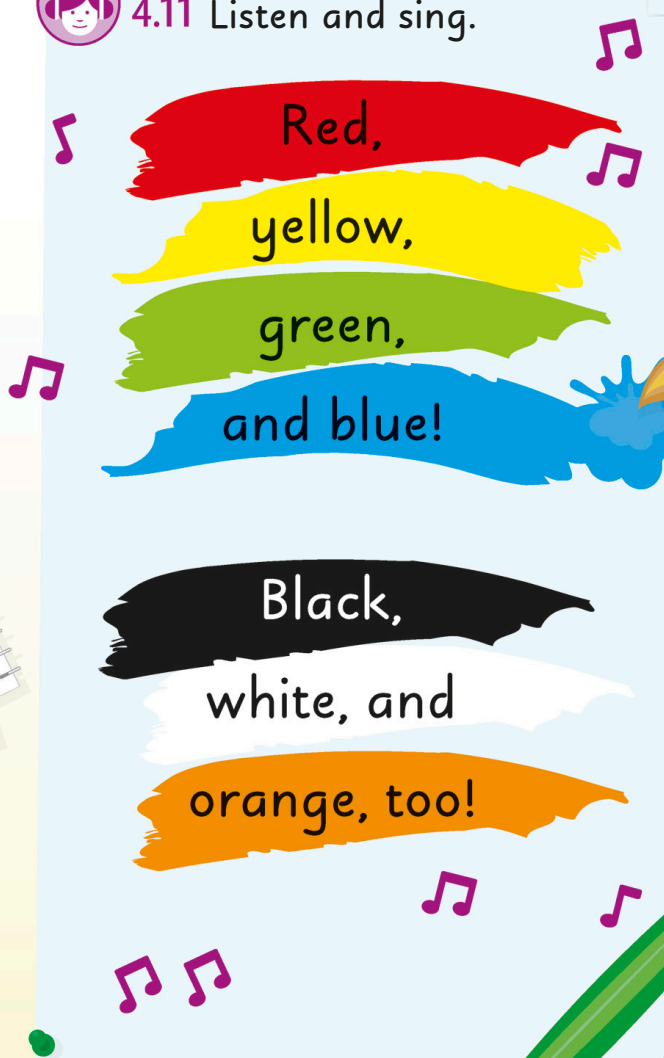 4.11 Listen and sing.
Red,
yellow,
green,
and blue!
Black,
white, and
orange, too!